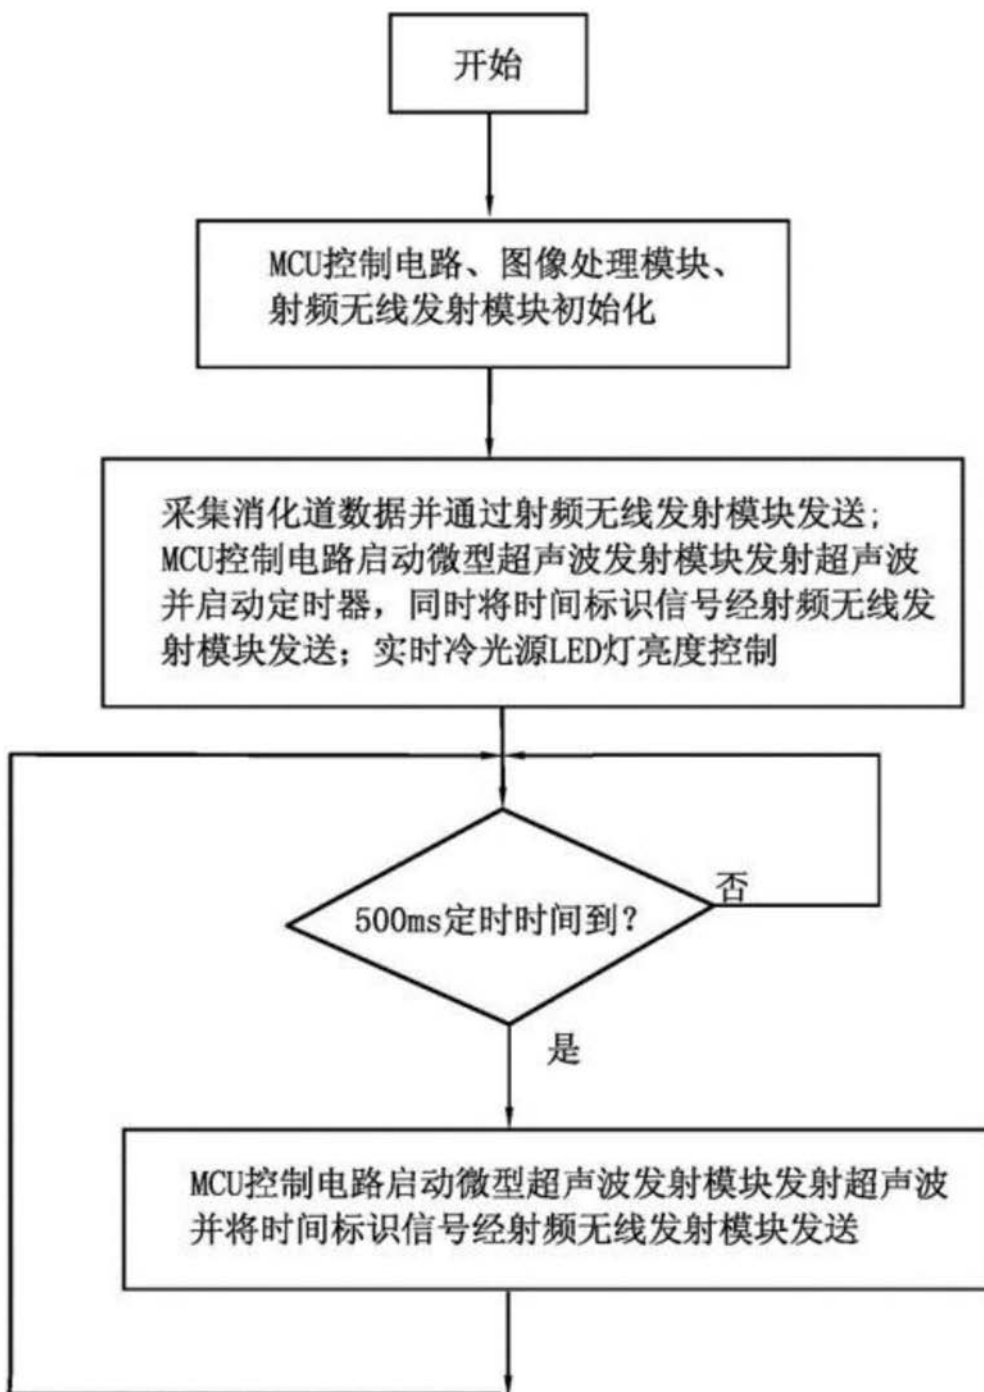 开始
MCU控制电路、图像处理模块、
射频无线发射模块初始化
采集消化道数据并通过射频无线发射模块发送;
MCU控制电路启动微型超声波发射模块发射超声波
并启动定时器，同时将时间标识信号经射频无线发
射模块发送；实时冷光源LED灯亮度控制
否
500ms定时时间到？
是
MCU控制电路启动微型超声波发射模块发射超声波
并将时间标识信号经射频无线发射模块发送